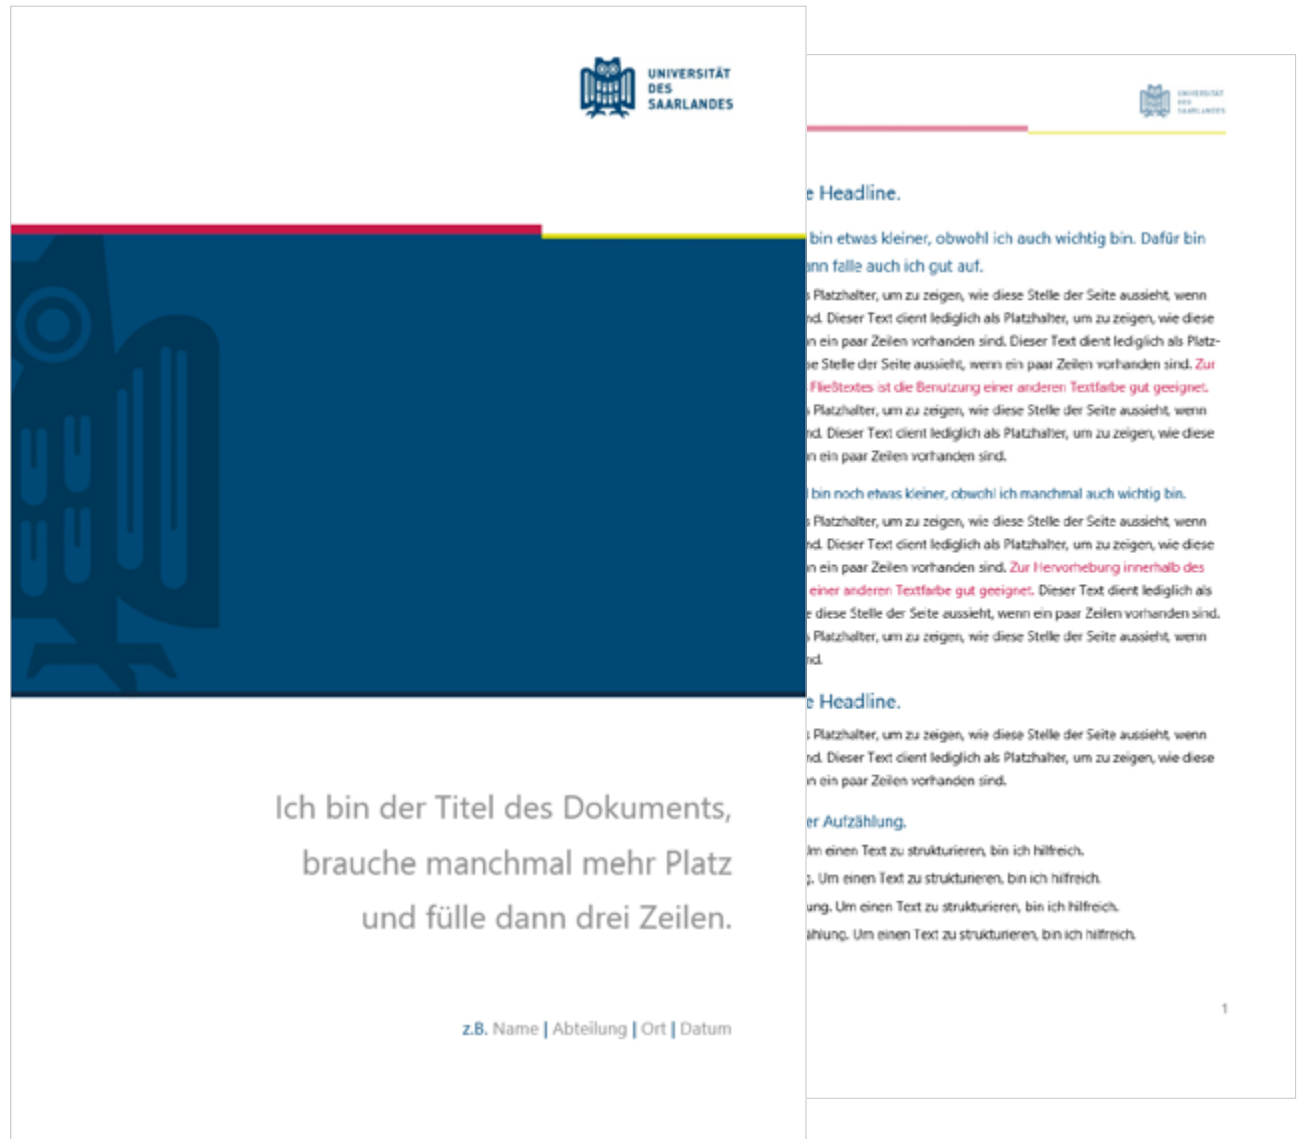 UNIVERSITÄT
DES
SAARLANDES
Ich bin der Titel des Dokuments,
brauche manchmal mehr Platz
und fülle dann drei Zeilen.
z.B. Name | Abteilung | Ort | Datum
UNIVERSITÄT
DES
SAARLANDES
e Headline.
bin etwas kleiner, obwohl ich auch wichtig bin. Dafür bin
ann falle auch ich gut auf.
s Platzhalter, um zu zeigen, wie diese Stelle der Seite aussieht, wenn
nd. Dieser Text dient lediglich als Platzhalter, um zu zeigen, wie diese
n ein paar Zeilen vorhanden sind. Dieser Text dient lediglich als Platz-
se Stelle der Seite aussieht, wenn ein paar Zeilen vorhanden sind. Zur
Fließtextes ist die Benutzung einer anderen Textfarbe gut geeignet.
s Platzhalter, um zu zeigen, wie diese Stelle der Seite aussieht, wenn
nd. Dieser Text dient lediglich als Platzhalter, um zu zeigen, wie diese
n ein paar Zeilen vorhanden sind.
l bin noch etwas kleiner, obwohl ich manchmal auch wichtig bin.
s Platzhalter, um zu zeigen, wie diese Stelle der Seite aussieht, wenn
nd. Dieser Text dient lediglich als Platzhalter, um zu zeigen, wie diese
n ein paar Zeilen vorhanden sind. Zur Hervorhebung innerhalb des
einer anderen Textfarbe gut geeignet. Dieser Text dient lediglich als
e diese Stelle der Seite aussieht, wenn ein paar Zeilen vorhanden sind.
s Platzhalter, um zu zeigen, wie diese Stelle der Seite aussieht, wenn
nd.
e Headline.
s Platzhalter, um zu zeigen, wie diese Stelle der Seite aussieht, wenn
nd. Dieser Text dient lediglich als Platzhalter, um zu zeigen, wie diese
n ein paar Zeilen vorhanden sind.
er Aufzählung.
Um einen Text zu strukturieren, bin ich hilfreich.
g. Um einen Text zu strukturieren, bin ich hilfreich.
ung. Um einen Text zu strukturieren, bin ich hilfreich.
ählung. Um einen Text zu strukturieren, bin ich hilfreich.
1